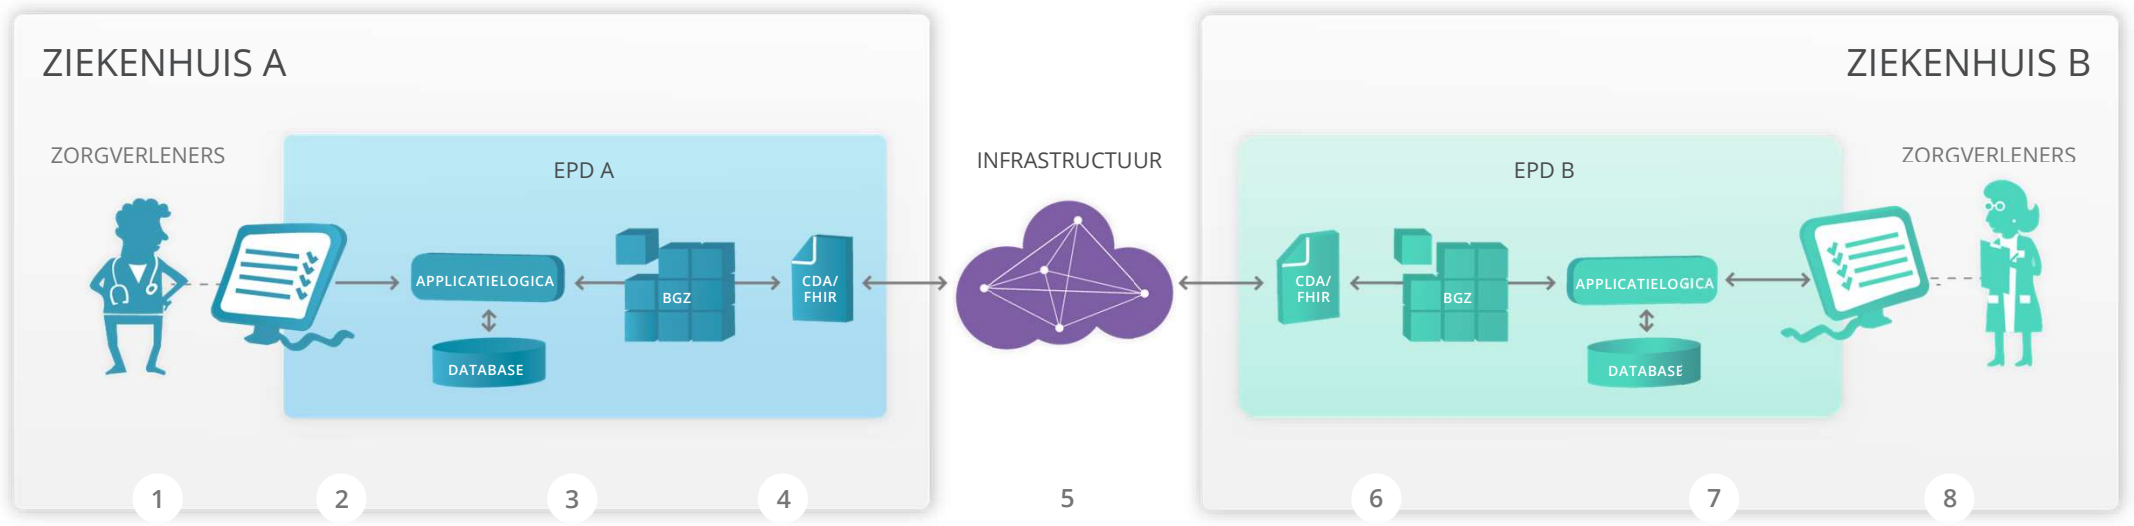 ZIEKENHUIS A
ZORGVERLENERS
EPD A
APPLICATIELOGICA
DATABASE
BGZ
CDA/
FHIR
INFRASTRUCTUUR
ZIEKENHUIS B
ZORGVERLENERS
EPD B
CDA/
FHIR
BGZ
APPLICATIELOGICA
DATABASE
1
2
3
4
5
6
7
8